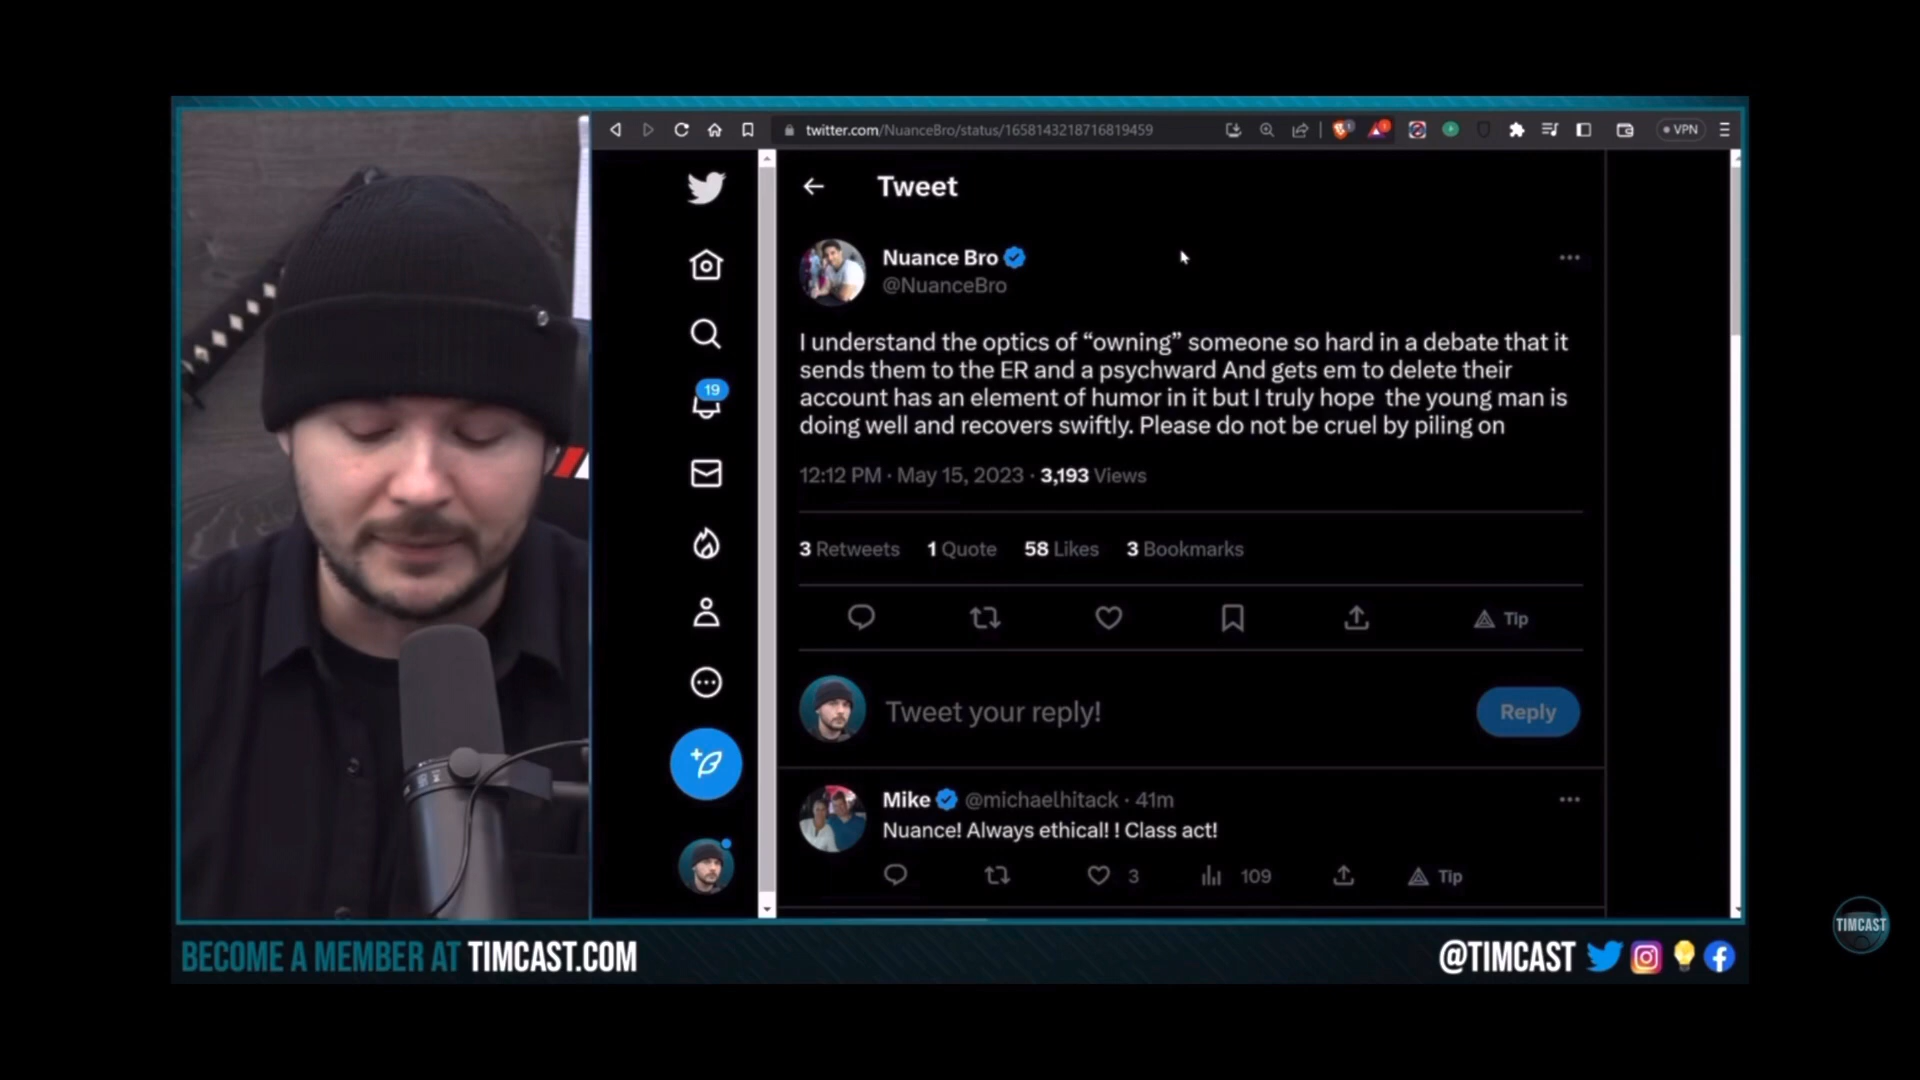 twitter.com/NuanceBro/status/1658143218716819459
VPN
Tweet
Nuance Bro
@NuanceBro
19
I understand the optics of “owning” someone so hard in a debate that it
sends them to the ER and a psychward And gets em to delete their
account has an element of humor in it but I truly hope the young man is
doing well and recovers swiftly. Please do not be cruel by piling on
12:12 PM · May 15, 2023 · 3,193 Views
3 Retweets 1 Quote 58 Likes 3 Bookmarks
Tip
Tweet your reply!
Reply
Mike @michaelhitack · 41m
Nuance! Always ethical! ! Class act!
3 109 Tip
BECOME A MEMBER AT TIMCAST.COM
@TIMCAST
TIMCAST